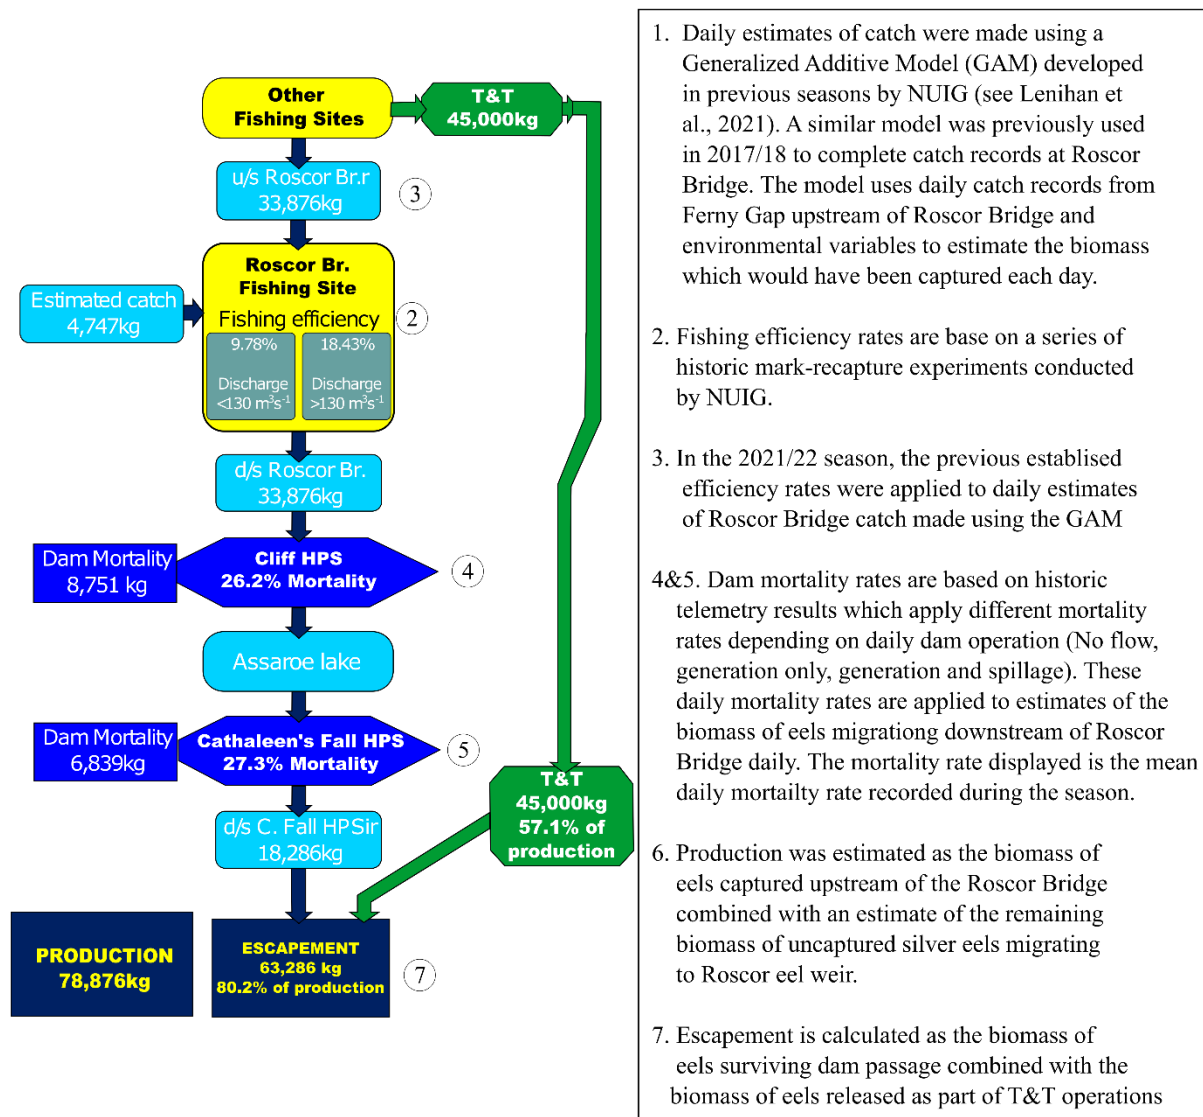 Other
Fishing Sites
T&T
45,000kg
u/s Roscor Br.r
33,876kg
3
Roscor Br.
Fishing Site
Fishing efficiency
2
9.78%
Discharge
<130 m³s⁻¹
18.43%
Discharge
>130 m³s⁻¹
Estimated catch
4,747kg
d/s Roscor Br.
33,876kg
Dam Mortality
8,751 kg
Cliff HPS
26.2% Mortality
4
Assaroe lake
Dam Mortality
6,839kg
Cathaleen's Fall HPS
27.3% Mortality
5
T&T
45,000kg
57.1% of
production
d/s C. Fall HPSir
18,286kg
PRODUCTION
78,876kg
ESCAPEMENT
63,286 kg
80.2% of production
7
1. Daily estimates of catch were made using a
Generalized Additive Model (GAM) developed
in previous seasons by NUIG (see Lenihan et
al., 2021). A similar model was previously used
in 2017/18 to complete catch records at Roscor
Bridge. The model uses daily catch records from
Ferny Gap upstream of Roscor Bridge and
environmental variables to estimate the biomass
which would have been captured each day.
2. Fishing efficiency rates are base on a series of
historic mark-recapture experiments conducted
by NUIG.
3. In the 2021/22 season, the previous establised
efficiency rates were applied to daily estimates
of Roscor Bridge catch made using the GAM
4&5. Dam mortality rates are based on historic
telemetry results which apply different mortality
rates depending on daily dam operation (No flow,
generation only, generation and spillage). These
daily mortality rates are applied to estimates of the
biomass of eels migrationg downstream of Roscor
Bridge daily. The mortality rate displayed is the mean
daily mortailty rate recorded during the season.
6. Production was estimated as the biomass of
eels captured upstream of the Roscor Bridge
combined with an estimate of the remaining
biomass of uncaptured silver eels migrating
to Roscor eel weir.
7. Escapement is calculated as the biomass of
eels surviving dam passage combined with the
biomass of eels released as part of T&T operations